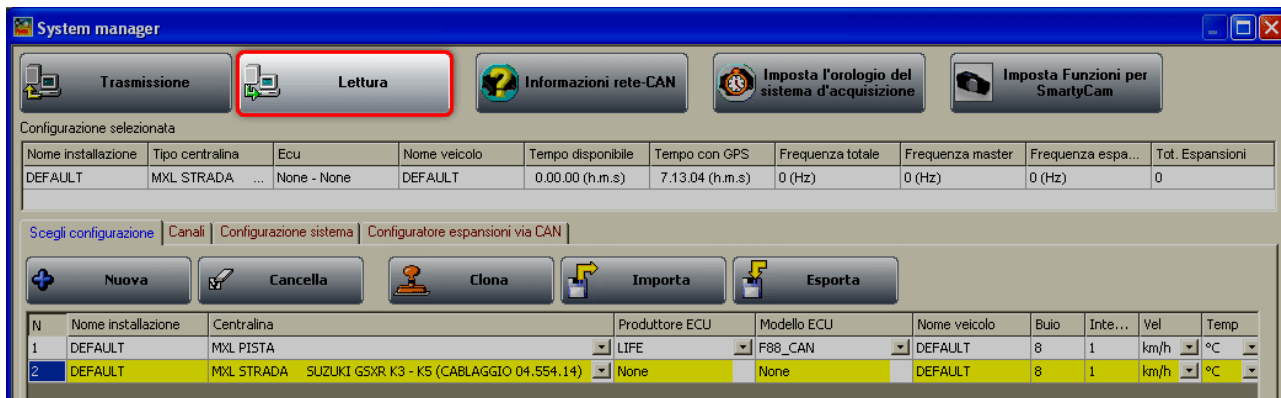 System manager
Trasmissione
Lettura
Informazioni rete-CAN
Imposta l'orologio del
sistema d'acquisizione
Imposta Funzioni per
SmartyCam
Configurazione selezionata
Nome installazione Tipo centralina Ecu Nome veicolo Tempo disponibile Tempo con GPS Frequenza totale Frequenza master Frequenza espa... Tot. Espansioni
DEFAULT MXL STRADA ... None - None DEFAULT 0.00.00 (h.m.s) 7.13.04 (h.m.s) 0 (Hz) 0 (Hz) 0 (Hz) 0
Scegli configurazione Canali Configurazione sistema Configuratore espansioni via CAN
Nuova Cancella Clona Importa Esporta
N Nome installazione Centralina Produttore ECU Modello ECU Nome veicolo Buio Inte... Vel Temp
1 DEFAULT MXL PISTA LIFE F88_CAN DEFAULT 8 1 km/h °C
2 DEFAULT MXL STRADA SUZUKI GSXR K3 - K5 (CABLAGGIO 04.554.14) None None DEFAULT 8 1 km/h °C